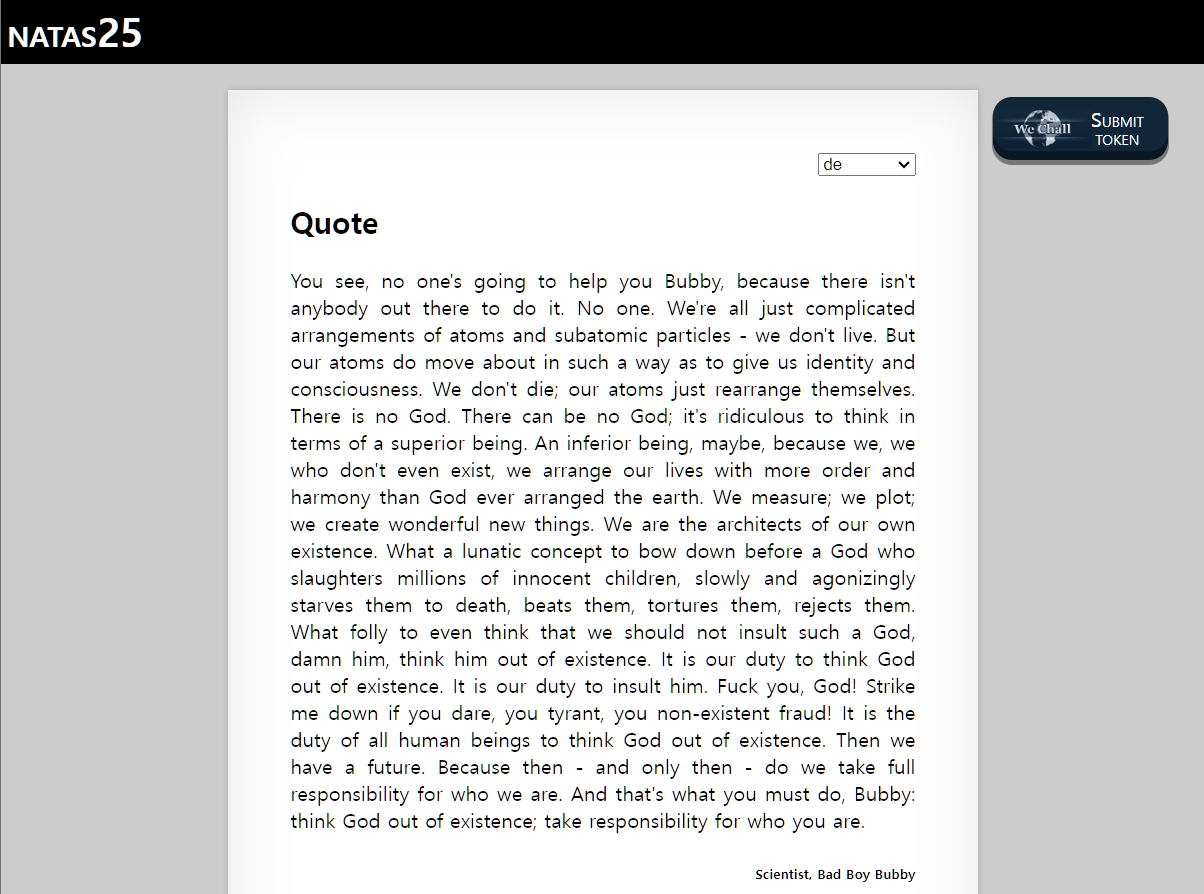 NATAS25
We Chall
SUBMIT
TOKEN
de
Quote
You see, no one's going to help you Bubby, because there isn't
anybody out there to do it. No one. We're all just complicated
arrangements of atoms and subatomic particles - we don't live. But
our atoms do move about in such a way as to give us identity and
consciousness. We don't die; our atoms just rearrange themselves.
There is no God. There can be no God; it's ridiculous to think in
terms of a superior being. An inferior being, maybe, because we, we
who don't even exist, we arrange our lives with more order and
harmony than God ever arranged the earth. We measure; we plot;
we create wonderful new things. We are the architects of our own
existence. What a lunatic concept to bow down before a God who
slaughters millions of innocent children, slowly and agonizingly
starves them to death, beats them, tortures them, rejects them.
What folly to even think that we should not insult such a God,
damn him, think him out of existence. It is our duty to think God
out of existence. It is our duty to insult him. Fuck you, God! Strike
me down if you dare, you tyrant, you non-existent fraud! It is the
duty of all human beings to think God out of existence. Then we
have a future. Because then - and only then - do we take full
responsibility for who we are. And that's what you must do, Bubby:
think God out of existence; take responsibility for who you are.
Scientist, Bad Boy Bubby